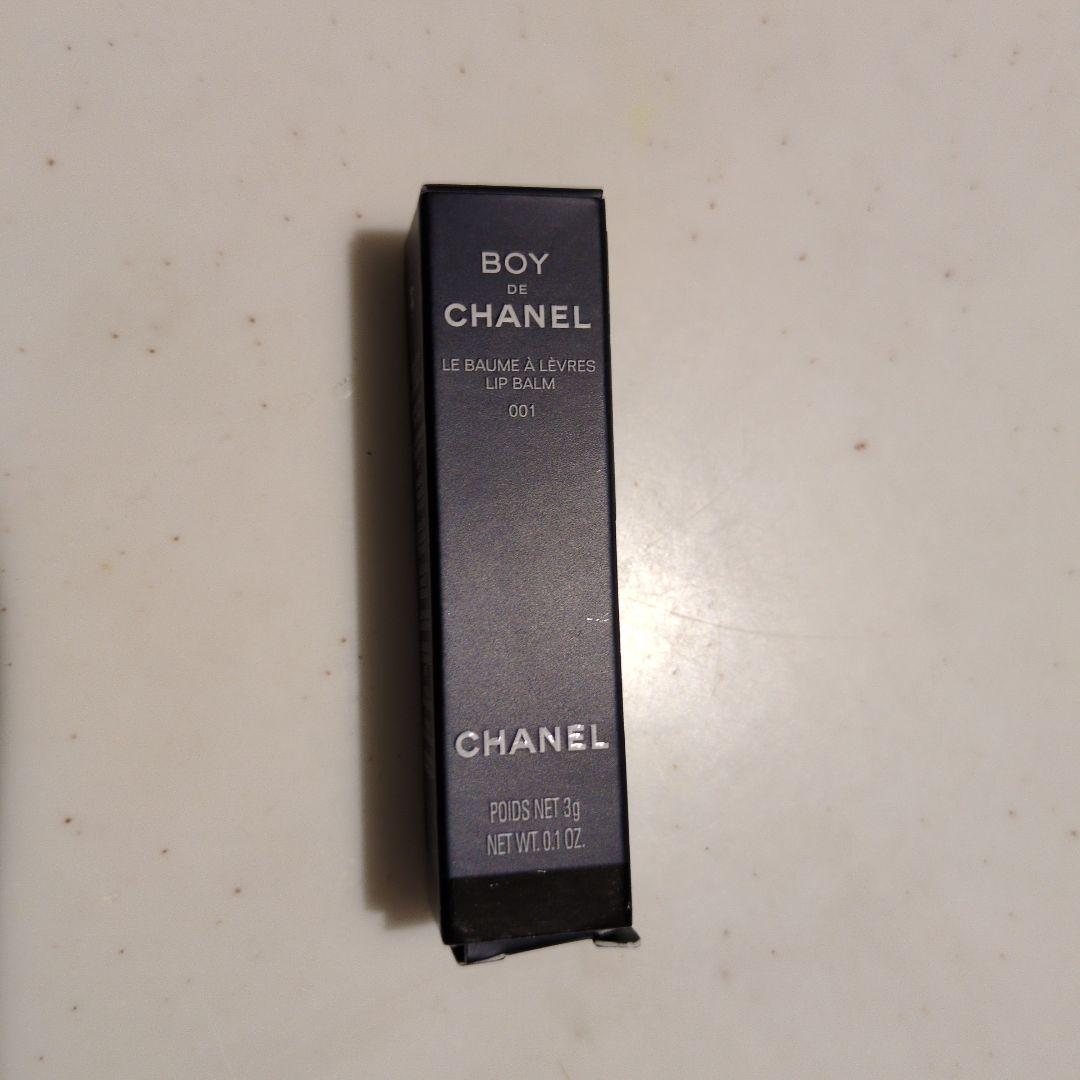 BOY
DE
CHANEL
LE BAUME À LÈVRES
LIP BALM
001
CHANEL
POIDS NET 3g
NET WT. 0.1 OZ.